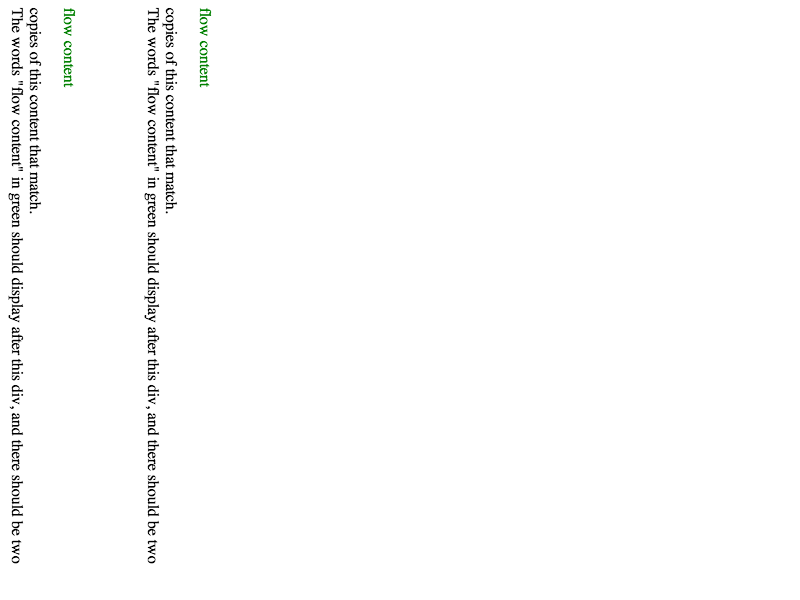 The words "flow content" in green should display after this div, and there should be two
copies of this content that match.
flow content
The words "flow content" in green should display after this div, and there should be two
copies of this content that match.
flow content